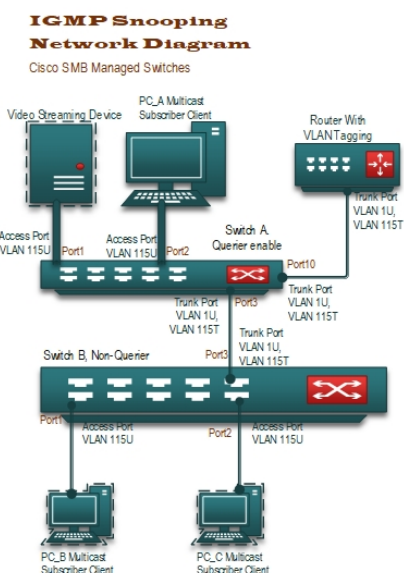 IGMP Snooping
Network Diagram
Cisco SMB Managed Switches
Video Streaming Device
PC_A Multicast
Subscriber Client
Router With
VLAN Tagging
Trunk Port
VLAN 1U,
VLAN 115T
Access Port
VLAN 115U
Port1
Access Port
VLAN 115U
Port2
Switch A.
Querier enable
Port10
Trunk Port
VLAN 1U,
VLAN 115T
Trunk Port
VLAN 1U,
VLAN 115T
Port3
Trunk Port
VLAN 1U,
VLAN 115T
Port3
Switch B, Non-Querier
Port1
Access Port
VLAN 115U
Port2
Access Port
VLAN 115U
PC_B Multicast
Subscriber Client
PC_C Multicast
Subscriber Client